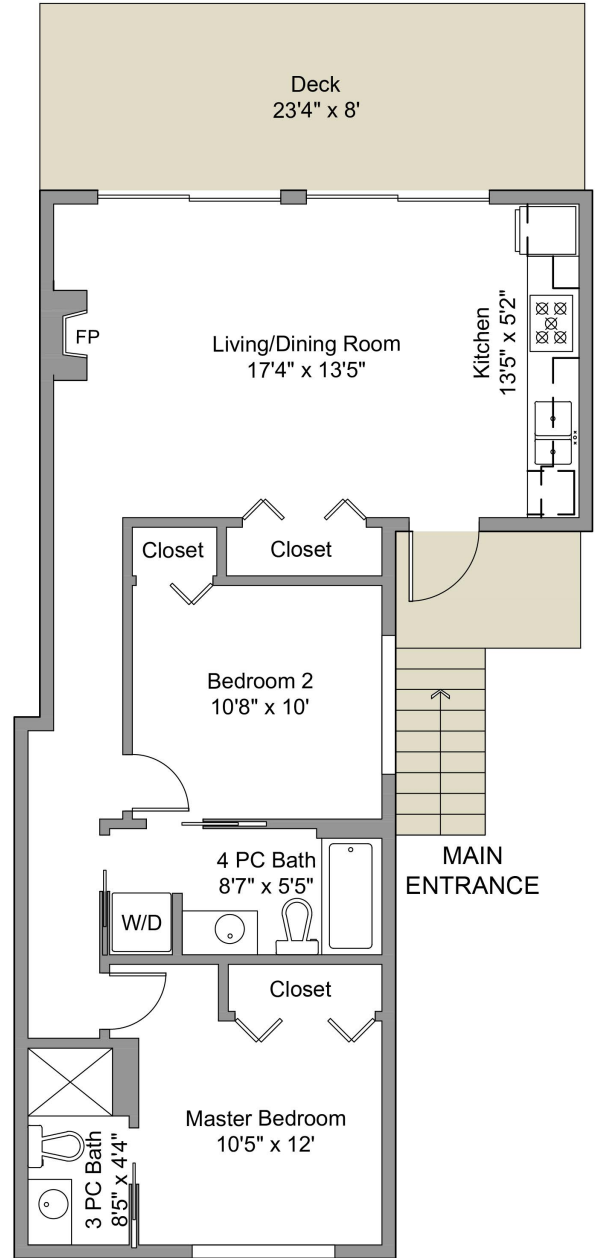 Deck
23'4" x 8'
FP
Living/Dining Room
17'4" x 13'5"
Kitchen
13'5" x 5'2"
Closet
Closet
Bedroom 2
10'8" x 10'
4 PC Bath
8'7" x 5'5"
MAIN
ENTRANCE
W/D
Closet
Master Bedroom
10'5" x 12'
3 PC Bath
8'5" x 4'4"